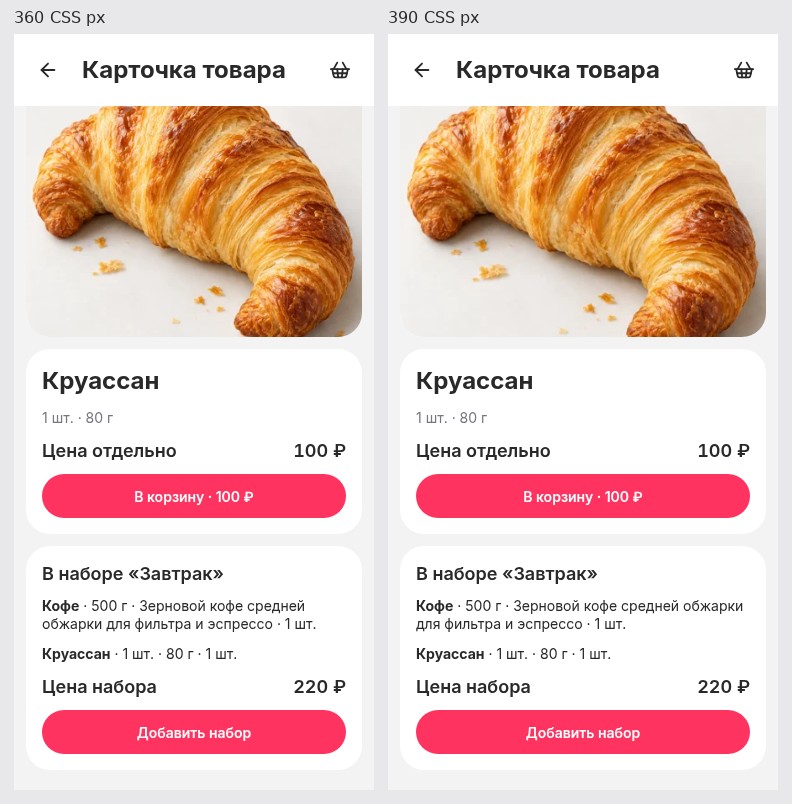 360 CSS px
Карточка товара
Круассан
1 шт. · 80 г
Цена отдельно 100 ₽
В корзину · 100 ₽
В наборе «Завтрак»
Кофе · 500 г · Зерновой кофе средней
обжарки для фильтра и эспрессо · 1 шт.
Круассан · 1 шт. · 80 г · 1 шт.
Цена набора 220 ₽
Добавить набор
390 CSS px
Карточка товара
Круассан
1 шт. · 80 г
Цена отдельно 100 ₽
В корзину · 100 ₽
В наборе «Завтрак»
Кофе · 500 г · Зерновой кофе средней обжарки
для фильтра и эспрессо · 1 шт.
Круассан · 1 шт. · 80 г · 1 шт.
Цена набора 220 ₽
Добавить набор